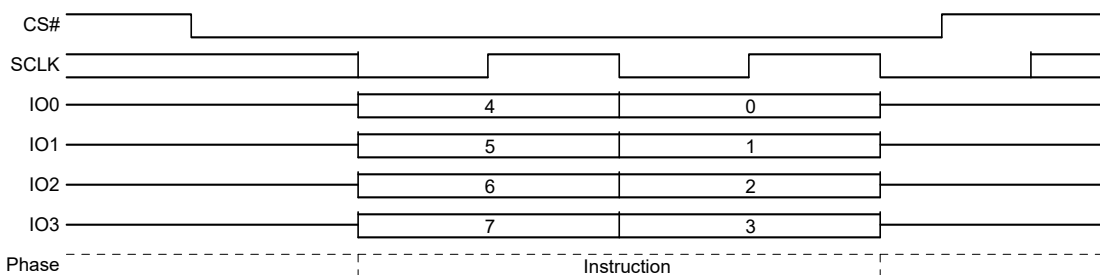 CS#
SCLK
IO0 4 0
IO1 5 1
IO2 6 2
IO3 7 3
Phase Instruction